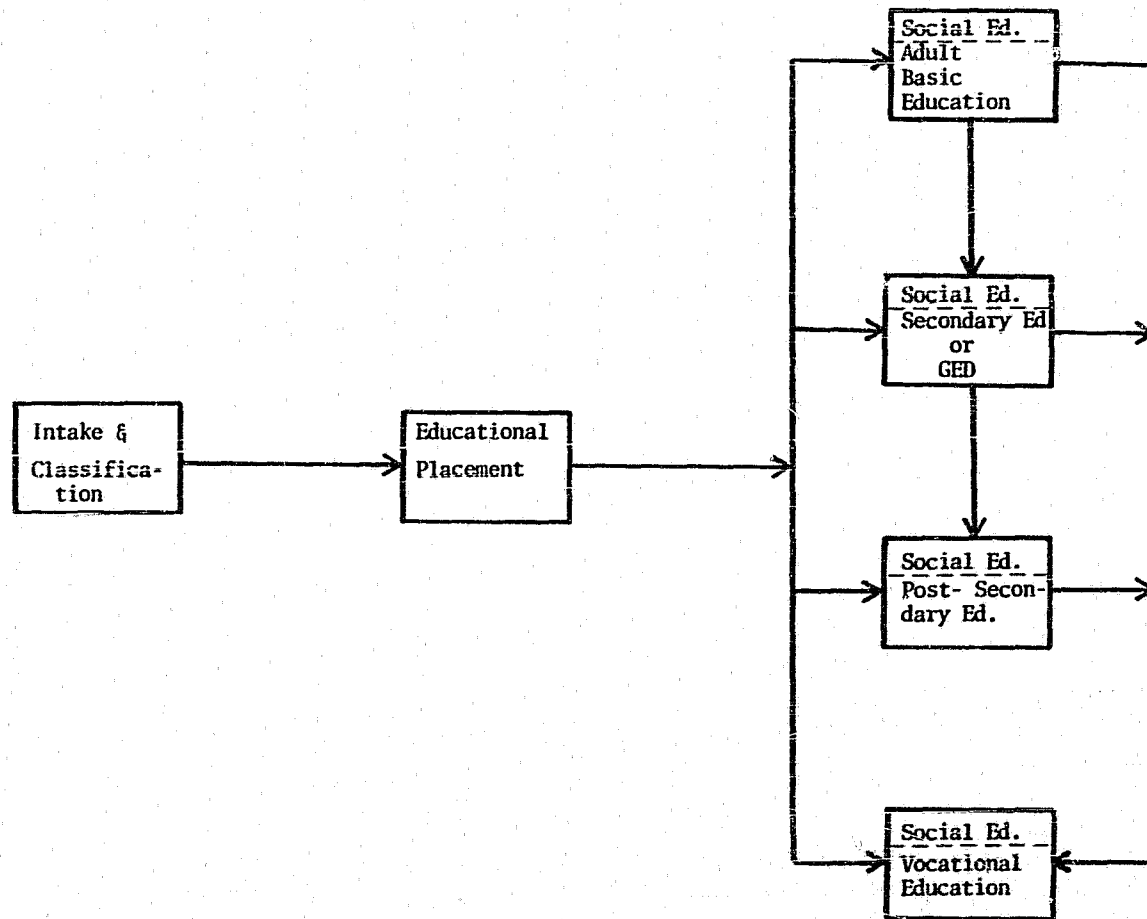 Social Ed.
Adult
Basic
Education
Social Ed.
Secondary Ed
or
GED
Intake &
Classifica-
tion
Educational
Placement
Social Ed.
Post- Secon-
dary Ed.
Social Ed.
Vocational
Education